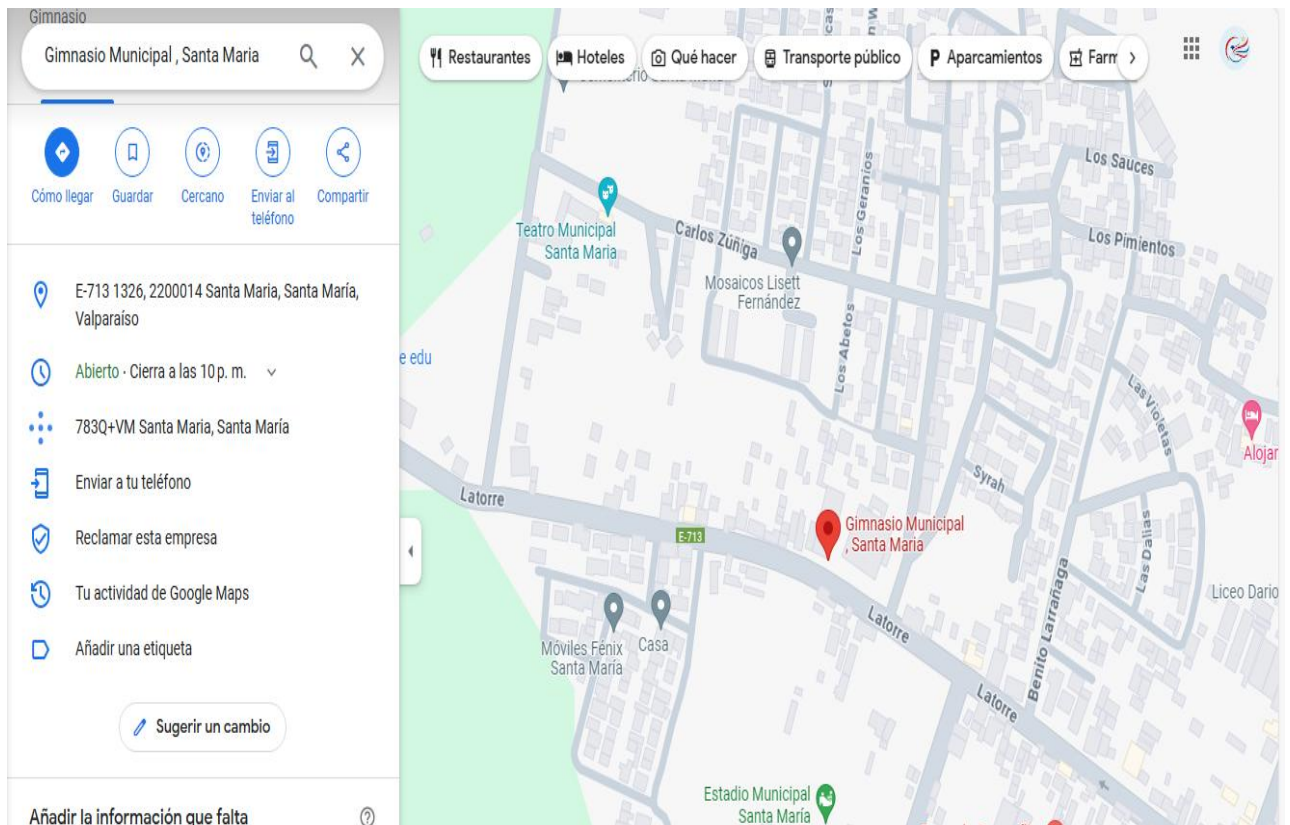 Gimnasio
Gimnasio Municipal , Santa Maria
Restaurantes
Hoteles
Qué hacer
Transporte público
P Aparcamientos
Cómo llegar
Guardar
Cercano
Enviar al
teléfono
Compartir
E-713 1326, 2200014 Santa Maria, Santa María,
Valparaíso
Abierto · Cierra a las 10 p. m.
783Q+VM Santa Maria, Santa María
Enviar a tu teléfono
Reclamar esta empresa
Tu actividad de Google Maps
Añadir una etiqueta
Sugerir un cambio
Añadir la información que falta
Los Sauces
Los Geranios
Teatro Municipal
Santa Maria
Carlos Zúñiga
Los Pimientos
Mosaicos Lisett
Fernández
Los Abetos
e edu
Las Violetas
Alojar
Syrah
Latorre
E-713
Gimnasio Municipal
, Santa Maria
Las Dalias
Liceo Dario
Benito Larrañaga
Latorre
Móviles Fénix
Santa María
Casa
Latorre
Estadio Municipal
Santa María